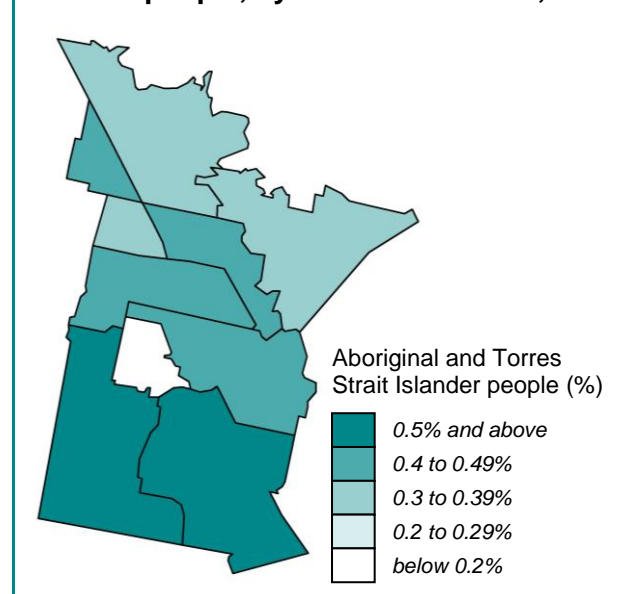 Aboriginal and Torres
Strait Islander people (%)
0.5% and above
0.4 to 0.49%
0.3 to 0.39%
0.2 to 0.29%
below 0.2%